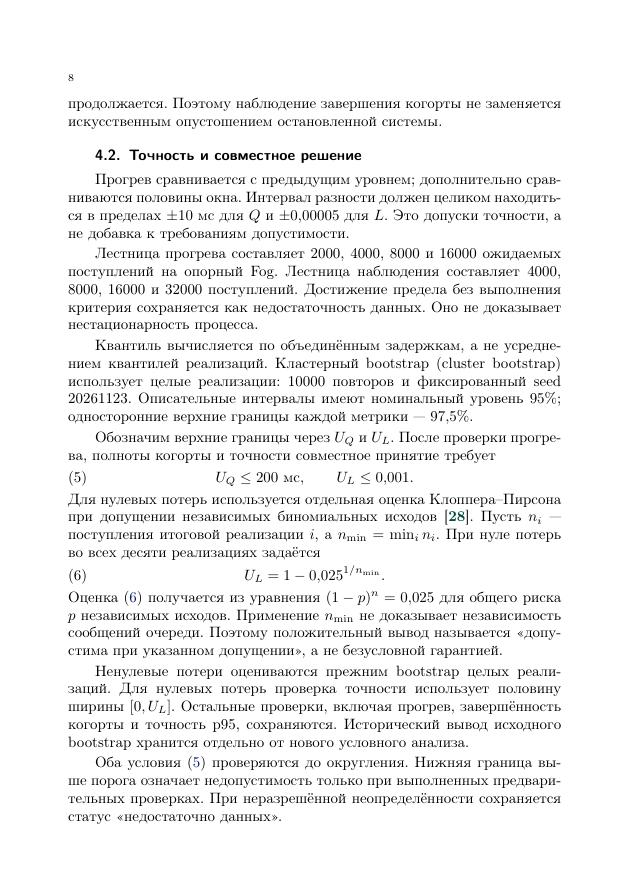 8
продолжается. Поэтому наблюдение завершения когорты не заменяется
искусственным опустошением остановленной системы.
4.2. Точность и совместное решение
Прогрев сравнивается с предыдущим уровнем; дополнительно срав-
ниваются половины окна. Интервал разности должен целиком находить-
ся в пределах ±10 мс для Q и ±0,00005 для L. Это допуски точности, а
не добавка к требованиям допустимости.
Лестница прогрева составляет 2000, 4000, 8000 и 16000 ожидаемых
поступлений на опорный Fog. Лестница наблюдения составляет 4000,
8000, 16000 и 32000 поступлений. Достижение предела без выполнения
критерия сохраняется как недостаточность данных. Оно не доказывает
нестационарность процесса.
Квантиль вычисляется по объединённым задержкам, а не усредне-
нием квантилей реализаций. Кластерный bootstrap (cluster bootstrap)
использует целые реализации: 10000 повторов и фиксированный seed
20261123. Описательные интервалы имеют номинальный уровень 95%;
односторонние верхние границы каждой метрики — 97,5%.
Обозначим верхние границы через U_Q и U_L. После проверки прогре-
ва, полноты когорты и точности совместное принятие требует
(5) U_Q ≤ 200 мс, U_L ≤ 0,001.
Для нулевых потерь используется отдельная оценка Клоппера–Пирсона
при допущении независимых биномиальных исходов [28]. Пусть n_i —
поступления итоговой реализации i, а n_min = min_i n_i. При нуле потерь
во всех десяти реализациях задаётся
(6) U_L = 1 − 0,025^{1/n_min}.
Оценка (6) получается из уравнения (1 − p)^n = 0,025 для общего риска
p независимых исходов. Применение n_min не доказывает независимость
сообщений очереди. Поэтому положительный вывод называется «допу-
стима при указанном допущении», а не безусловной гарантией.
Ненулевые потери оцениваются прежним bootstrap целых реали-
заций. Для нулевых потерь проверка точности использует половину
ширины [0, U_L]. Остальные проверки, включая прогрев, завершённость
когорты и точность p95, сохраняются. Исторический вывод исходного
bootstrap хранится отдельно от нового условного анализа.
Оба условия (5) проверяются до округления. Нижняя граница вы-
ше порога означает недопустимость только при выполненных предвари-
тельных проверках. При неразрешённой неопределённости сохраняется
статус «недостаточно данных».